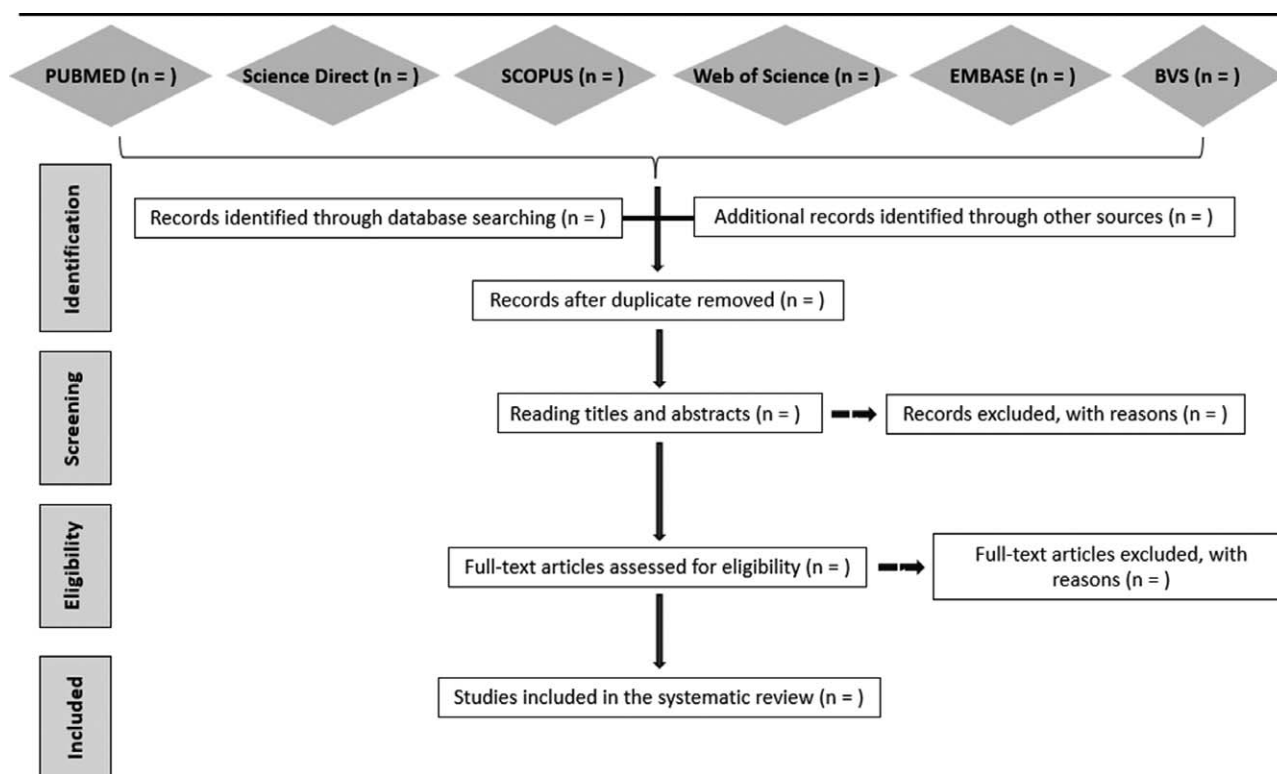 PUBMED (n = )
Science Direct (n = )
SCOPUS (n = )
Web of Science (n = )
EMBASE (n = )
BVS (n = )
Identification
Records identified through database searching (n = )
Additional records identified through other sources (n = )
Records after duplicate removed (n = )
Screening
Reading titles and abstracts (n = )
Records excluded, with reasons (n = )
Eligibility
Full-text articles assessed for eligibility (n = )
Full-text articles excluded, with
reasons (n = )
Included
Studies included in the systematic review (n = )